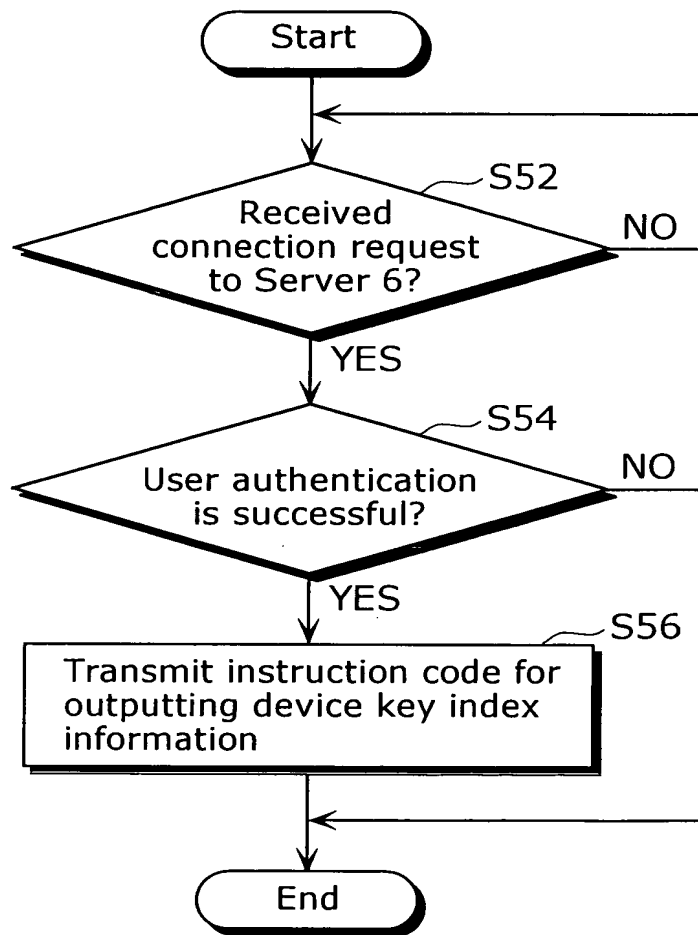 Start
S52
Received
connection request
to Server 6?
NO
YES
S54
User authentication
is successful?
NO
YES
S56
Transmit instruction code for
outputting device key index
information
End